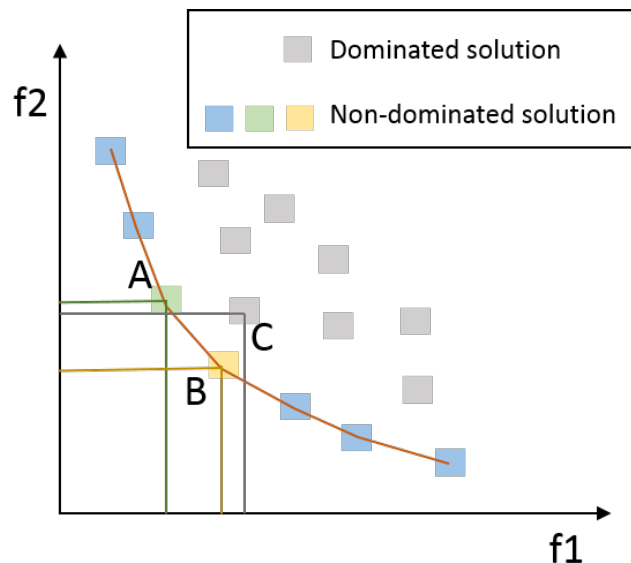 Dominated solution
Non-dominated solution
f2
A
C
B
f1